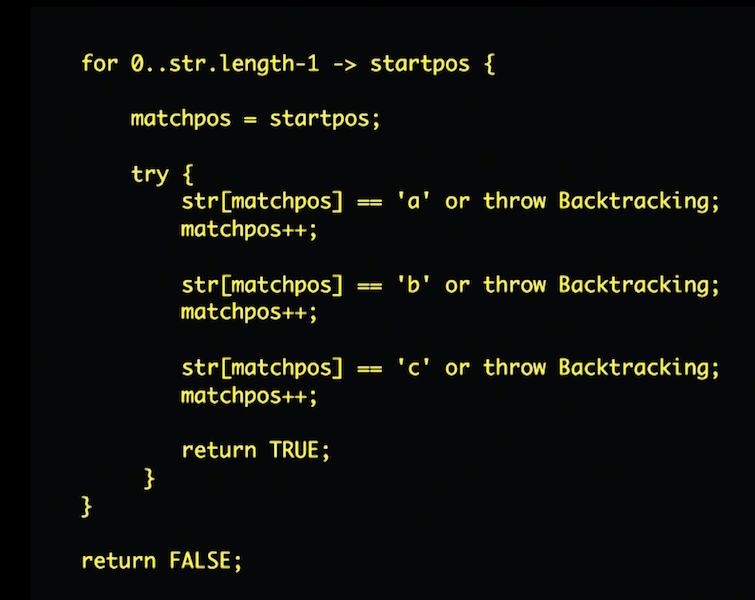 for 0..str.length-1 -> startpos {
matchpos = startpos;
try {
str[matchpos] == 'a' or throw Backtracking;
matchpos++;
str[matchpos] == 'b' or throw Backtracking;
matchpos++;
str[matchpos] == 'c' or throw Backtracking;
matchpos++;
return TRUE;
}
}
return FALSE;